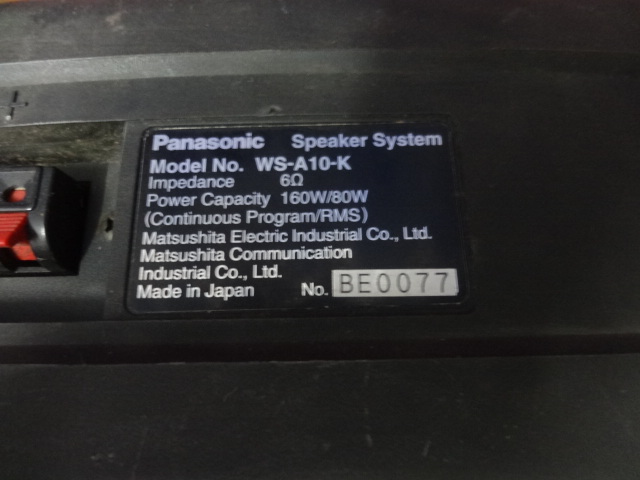 Panasonic Speaker System
Model No. WS-A10-K
Impedance 6Ω
Power Capacity 160W/80W
(Continuous Program/RMS)
Matsushita Electric Industrial Co., Ltd.
Matsushita Communication
Industrial Co., Ltd.
Made in Japan No. BE0077